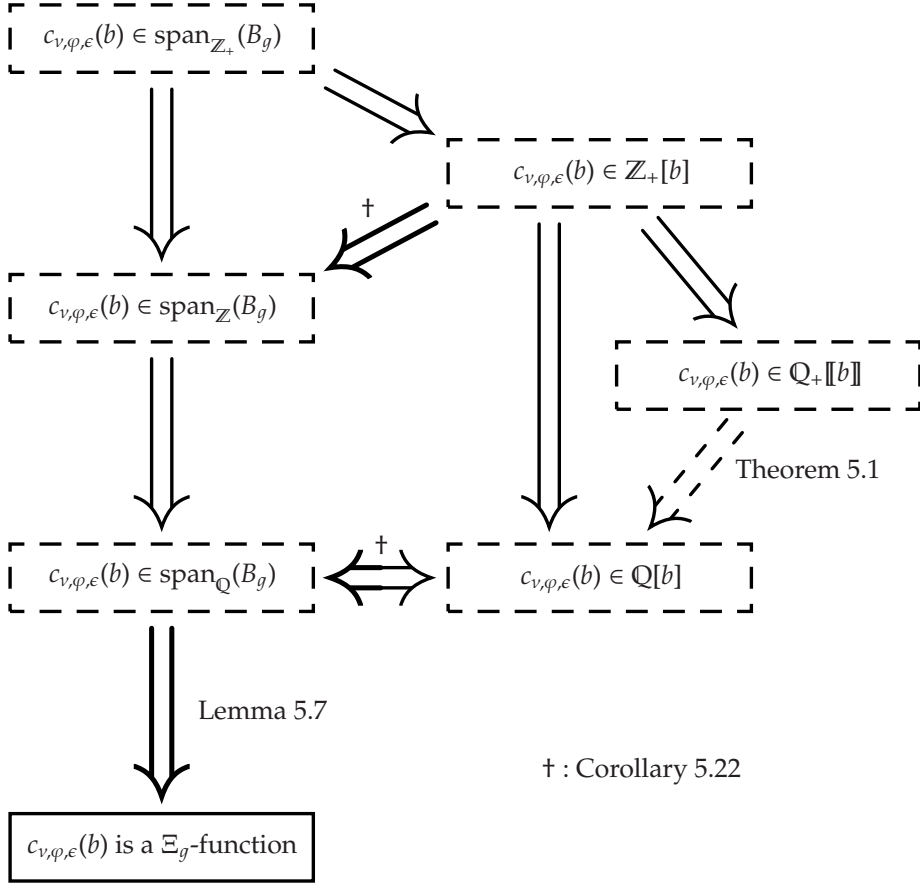 c_{ν,φ,ϵ}(b) ∈ span_{ℤ₊}(B_g)
c_{ν,φ,ϵ}(b) ∈ ℤ₊[b]
†
c_{ν,φ,ϵ}(b) ∈ span_ℤ(B_g)
c_{ν,φ,ϵ}(b) ∈ ℚ₊⟦b⟧
Theorem 5.1
†
c_{ν,φ,ϵ}(b) ∈ span_ℚ(B_g)
c_{ν,φ,ϵ}(b) ∈ ℚ[b]
Lemma 5.7
† : Corollary 5.22
c_{ν,φ,ϵ}(b) is a Ξ_g-function